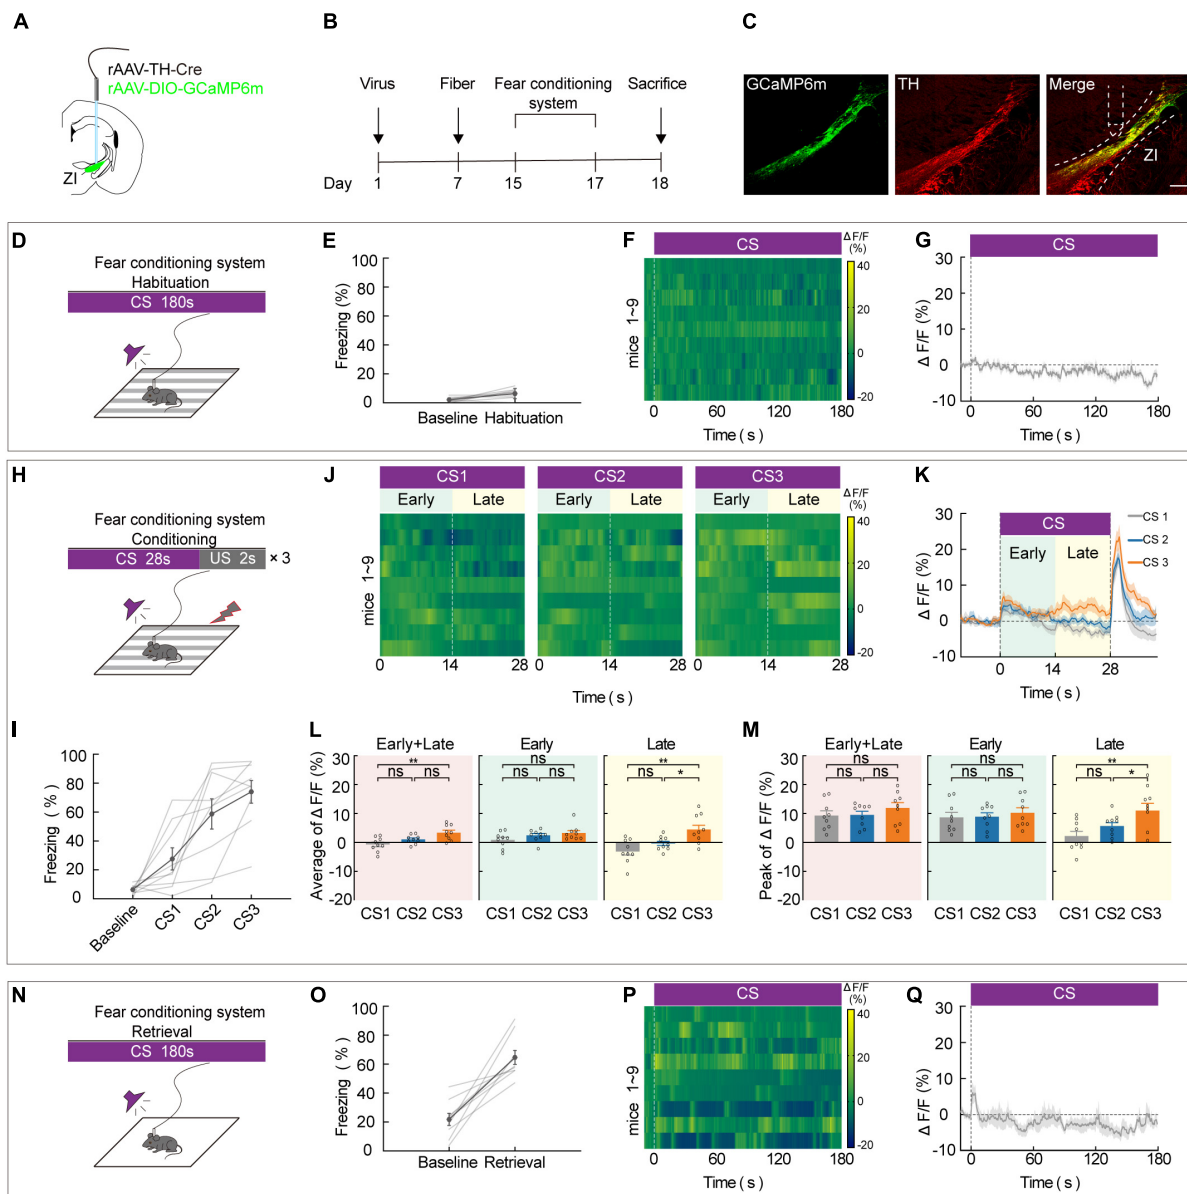 A
rAAV-TH-Cre
rAAV-DIO-GCaMP6m
ZI
B
Virus Fiber Fear conditioning system Sacrifice
Day 1 7 15 17 18
C
GCaMP6m TH Merge
ZI
D
Fear conditioning system
Habituation
CS 180s
E
Freezing (%)
100
80
60
40
20
0
Baseline Habituation
F
CS
Δ F/F
(%)
40
20
0
-20
mice 1~9
0 60 120 180
Time ( s )
G
CS
Δ F/F (%)
30
20
10
0
-10
0 60 120 180
Time ( s )
H
Fear conditioning system
Conditioning
CS 28s US 2s × 3
J
CS1 CS2 CS3
Early Late Early Late Early Late
Δ F/F
(%)
40
20
0
-20
mice 1~9
0 14 28 0 14 28 0 14 28
Time ( s )
K
CS
Early Late
CS 1
CS 2
CS 3
Δ F/F (%)
30
20
10
0
-10
0 14 28
Time ( s )
I
Freezing ( % )
100
80
60
40
20
0
Baseline CS1 CS2 CS3
L
Average of Δ F/F (%)
30
20
10
0
-10
-20
Early+Late Early Late
** ns **
ns ns ns ns ns *
CS1 CS2 CS3 CS1 CS2 CS3 CS1 CS2 CS3
M
Peak of Δ F/F (%)
30
20
10
0
-10
-20
Early+Late Early Late
ns ns **
ns ns ns ns ns *
CS1 CS2 CS3 CS1 CS2 CS3 CS1 CS2 CS3
N
Fear conditioning system
Retrieval
CS 180s
O
Freezing ( % )
100
80
60
40
20
0
Baseline Retrieval
P
CS
Δ F/F
(%)
40
20
0
-20
mice 1~9
0 60 120 180
Time ( s )
Q
CS
Δ F/F (%)
30
20
10
0
-10
0 60 120 180
Time ( s )